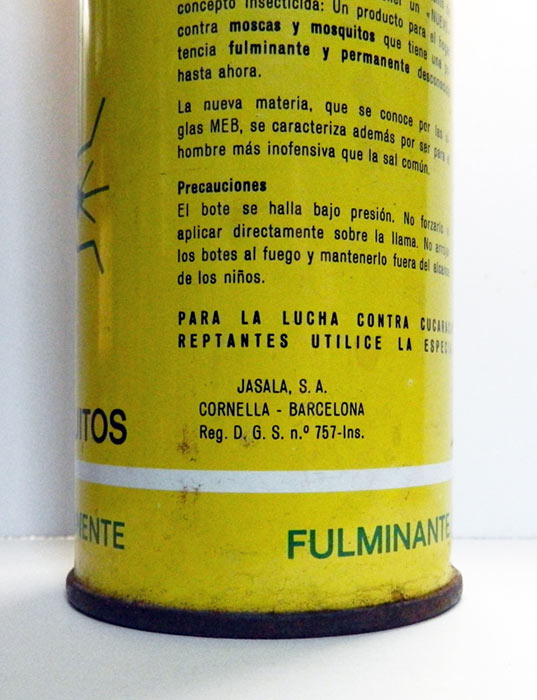 concepto insecticida: Un producto para el
contra moscas y mosquitos que tiene una
tencia fulminante y permanente
hasta ahora.
La nueva materia, que se conoce por las
glas MEB, se caracteriza además por ser para el
hombre más inofensiva que la sal común.
Precauciones
El bote se halla bajo presión. No forzarlo
aplicar directamente sobre la llama. No
los botes al fuego y mantenerlo fuera del
de los niños.
PARA LA LUCHA CONTRA
REPTANTES UTILICE LA
JASALA, S. A.
CORNELLA - BARCELONA
Reg. D. G. S. n.º 757-Ins.
ITOS
MENTE
FULMINANTE